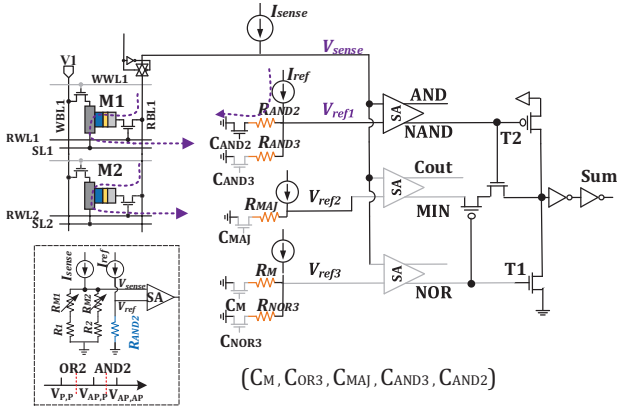 Isense
V1
Vsense
WWL1
Iref
M1
WBL1
RBL1
RAND2
Vref1
SA
AND
NAND
RWL1
SL1
CAND2
RAND3
T2
CAND3
M2
Cout
Sum
RMAJ
Vref2
SA
MIN
RWL2
SL2
CMAJ
Isense
Iref
RM
Vref3
SA
T1
Vsense
CM
RNOR3
NOR
RM1
RM2
Vref
SA
CNOR3
R1
R2
RAND2
OR2 AND2
VP,P VAP,P VAP,AP
(CM, COR3, CMAJ, CAND3, CAND2)